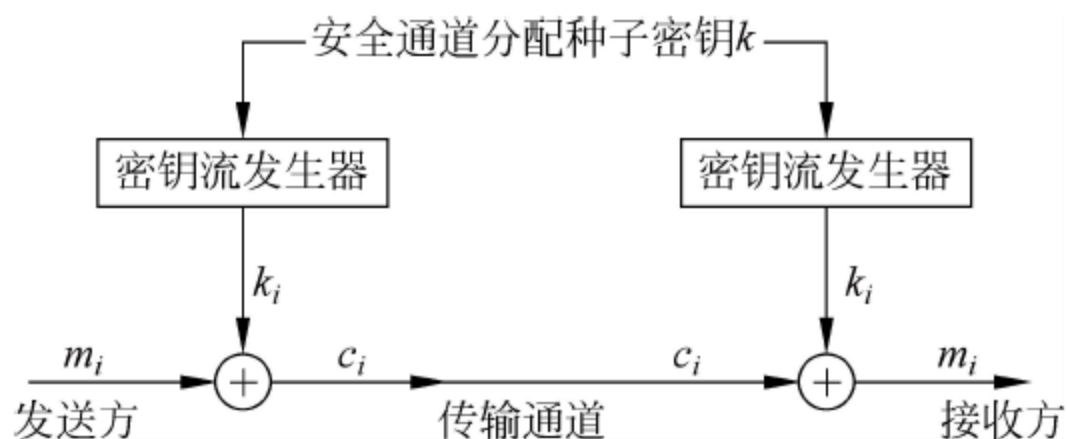 安全通道分配种子密钥k
密钥流发生器 密钥流发生器
kᵢ kᵢ
mᵢ cᵢ cᵢ mᵢ
+ +
发送方 传输通道 接收方